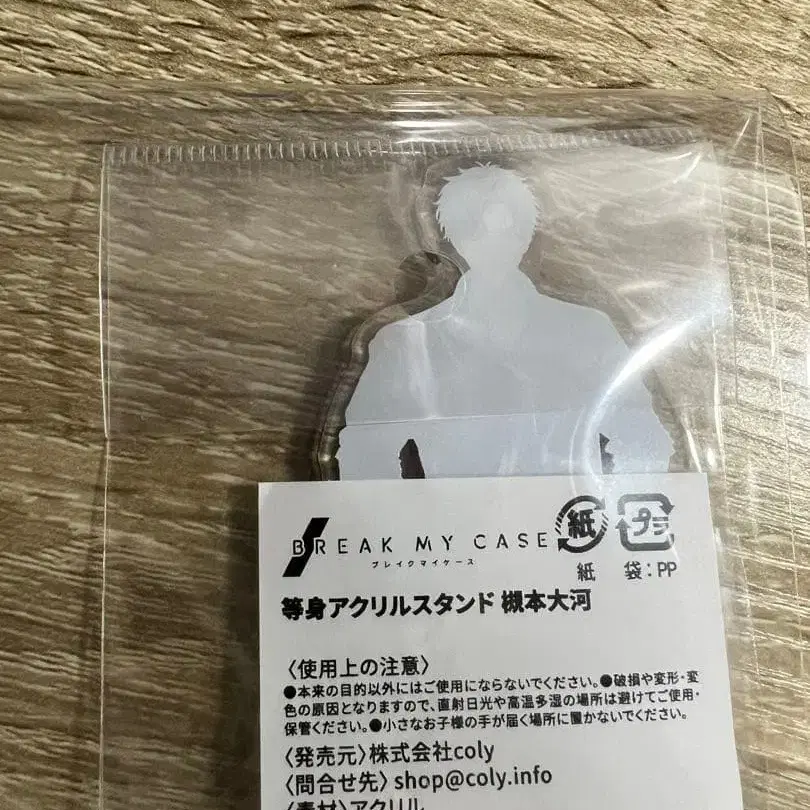 BREAK MY CASE
ブレイクマイケース
紙 プラ
紙 袋:PP
等身アクリルスタンド 槻本大河
〈使用上の注意〉
●本来の目的以外にはご使用にならないでください。●破損や変形・変
色の原因となりますので、直射日光や高温多湿の場所は避けてご使用・
保管ください。●小さなお子様の手が届く場所に置かないでください。
〈発売元〉株式会社coly
〈問合せ先〉shop@coly.info
〈素材〉アクリル